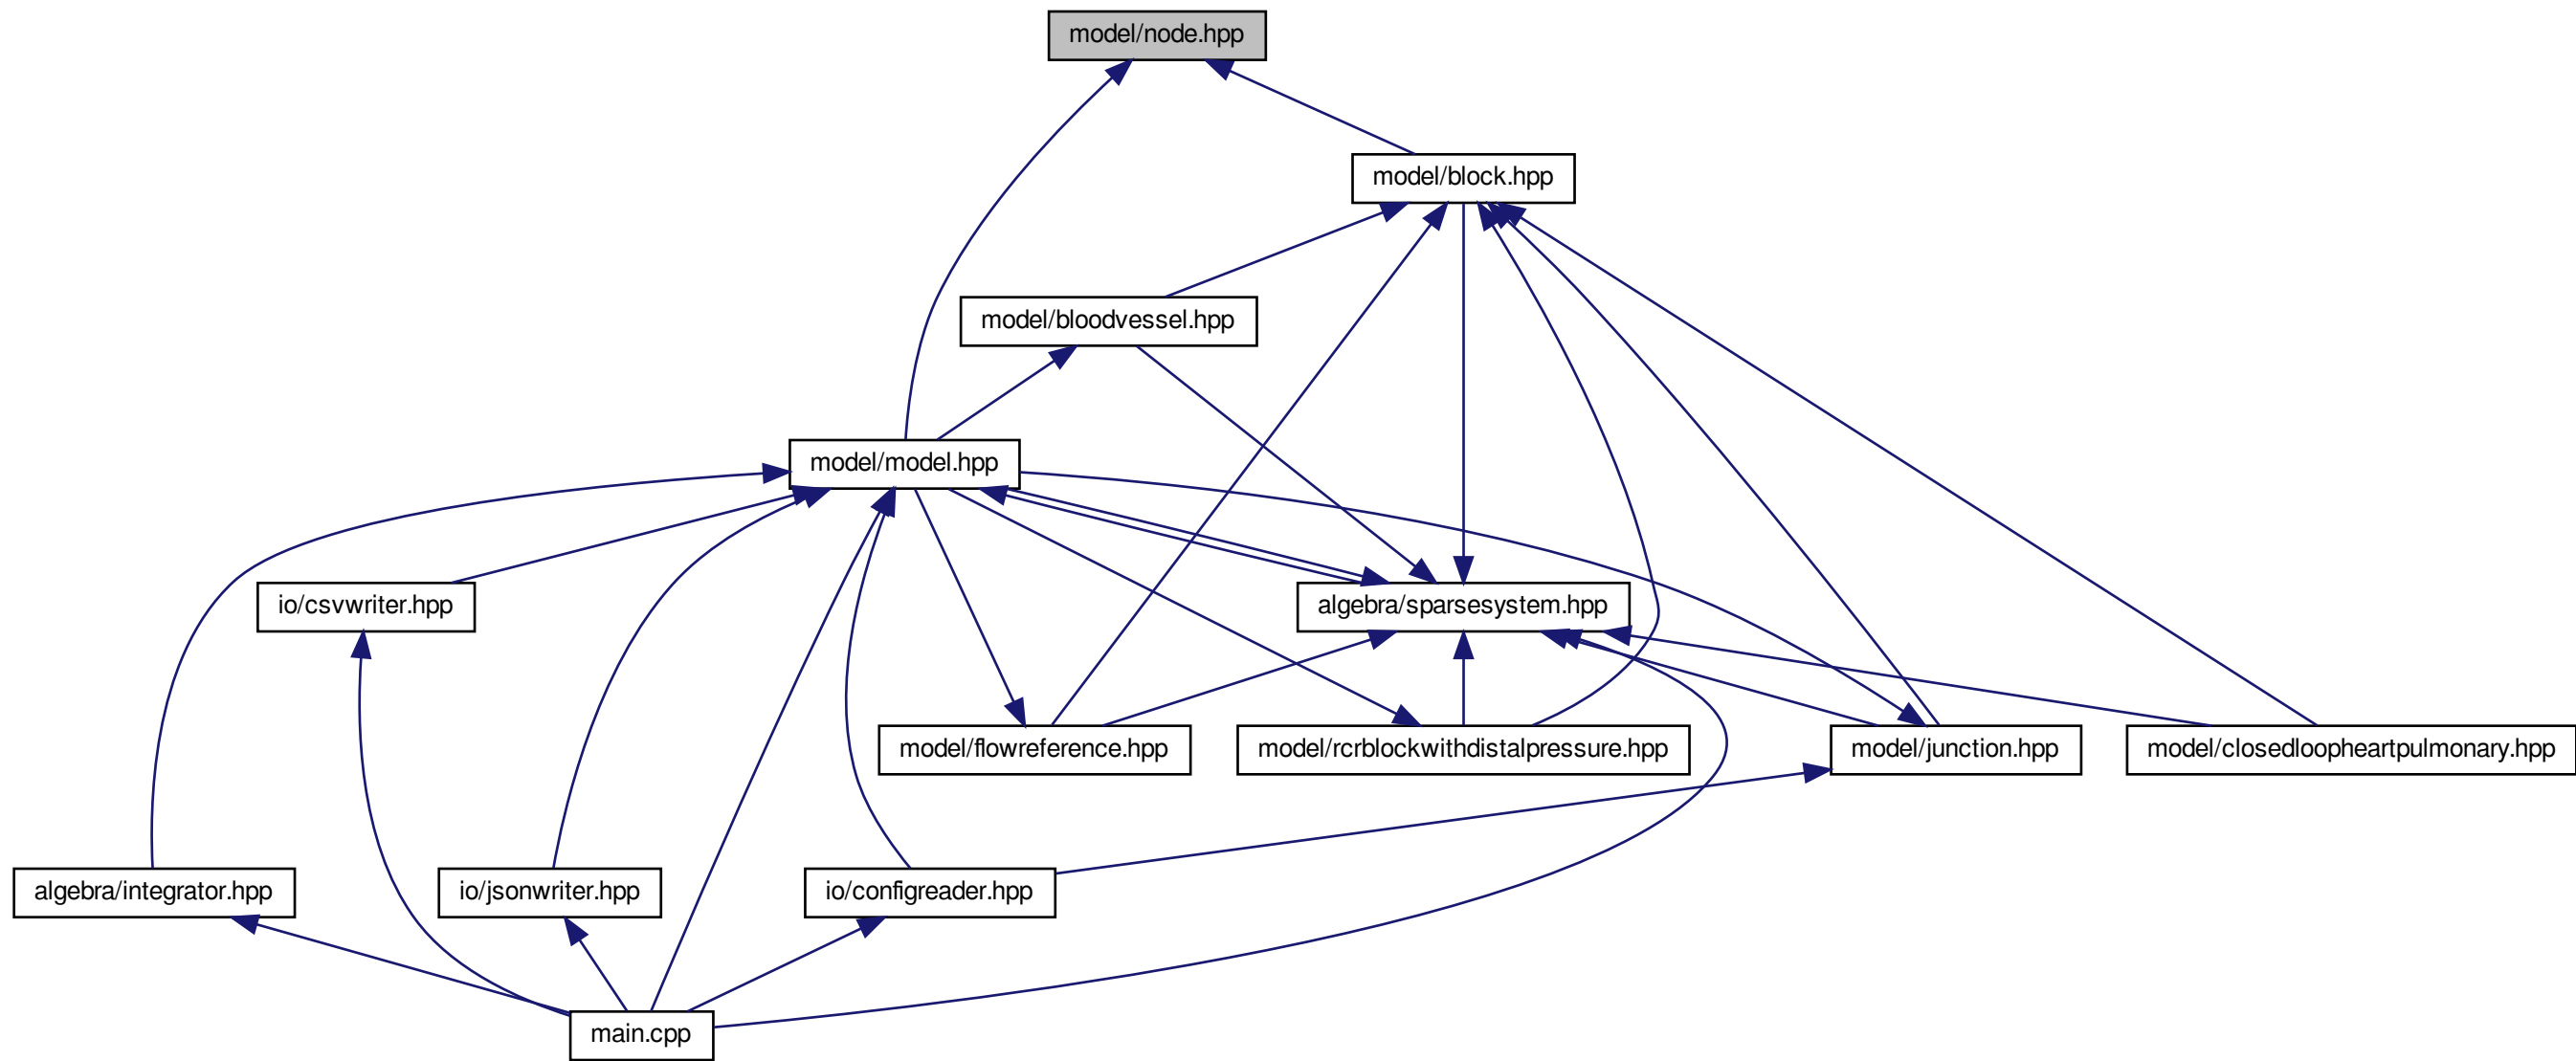 model/node.hpp
model/block.hpp
model/bloodvessel.hpp
model/model.hpp
io/csvwriter.hpp
algebra/sparsesystem.hpp
model/flowreference.hpp
model/rcrblockwithdistalpressure.hpp
model/junction.hpp
model/closedloopheartpulmonary.hpp
algebra/integrator.hpp
io/jsonwriter.hpp
io/configreader.hpp
main.cpp